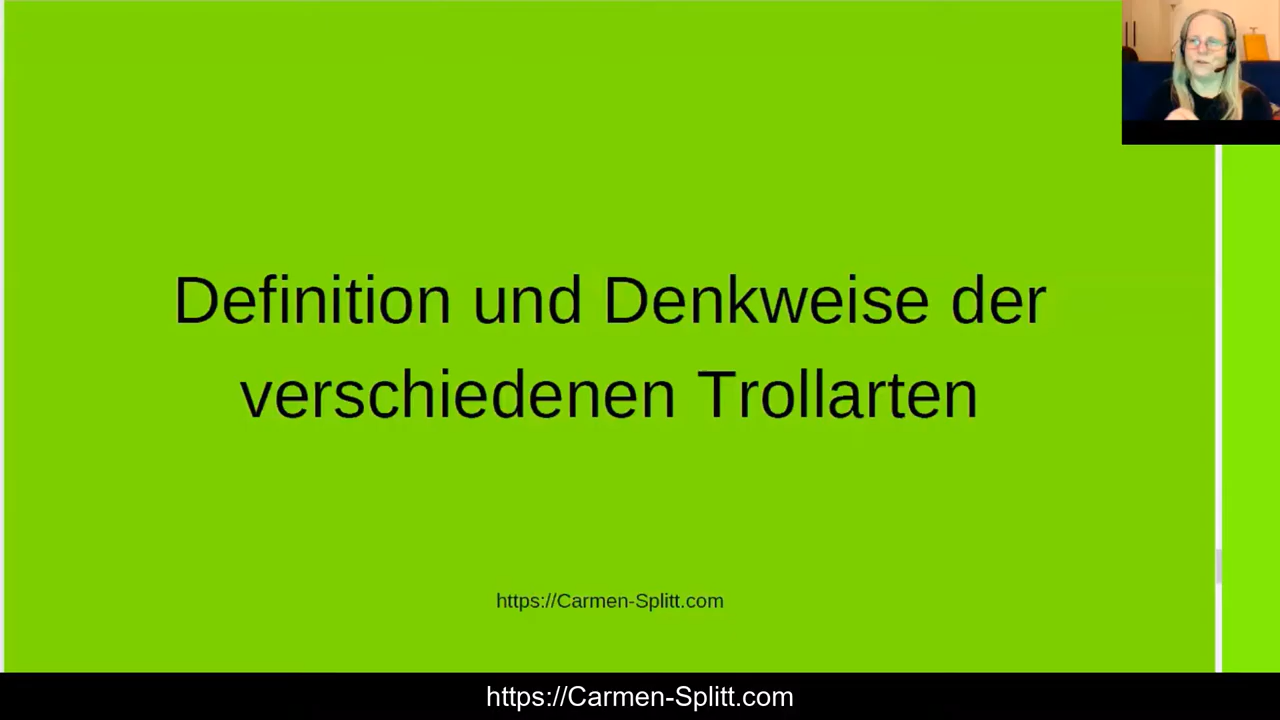 Definition und Denkweise der
verschiedenen Trollarten
https://Carmen-Splitt.com
https://Carmen-Splitt.com